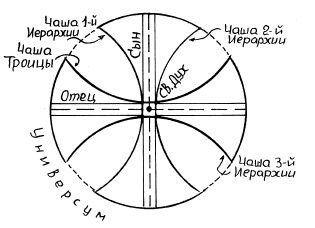 Чаша 1-й
Иерархии
Чаша
Троицы
Сын
Чаша 2-й
Иерархии
Отец
Св. Дух
Чаша 3-й
Иерархии
Универсум